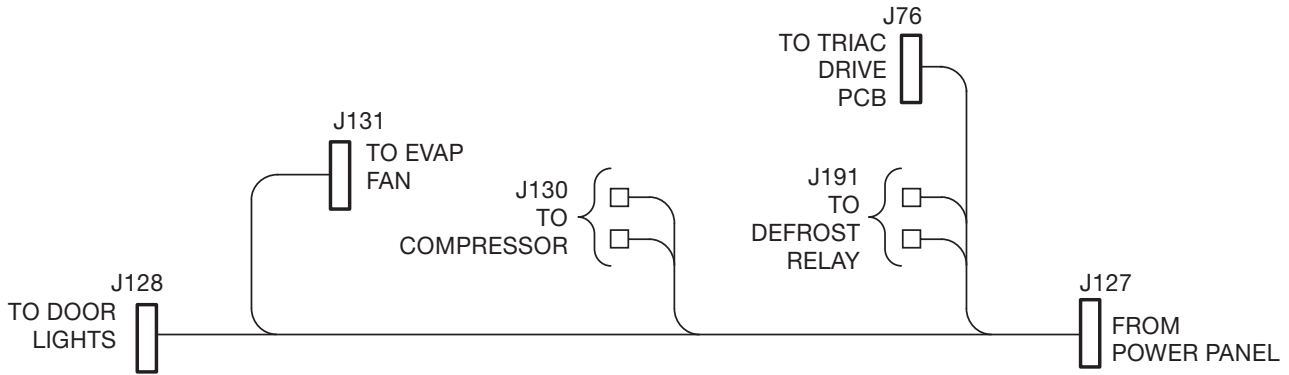 J76
TO TRIAC
DRIVE
PCB
J131
TO EVAP
FAN
J130
TO
COMPRESSOR
J191
TO
DEFROST
RELAY
J128
TO DOOR
LIGHTS
J127
FROM
POWER PANEL